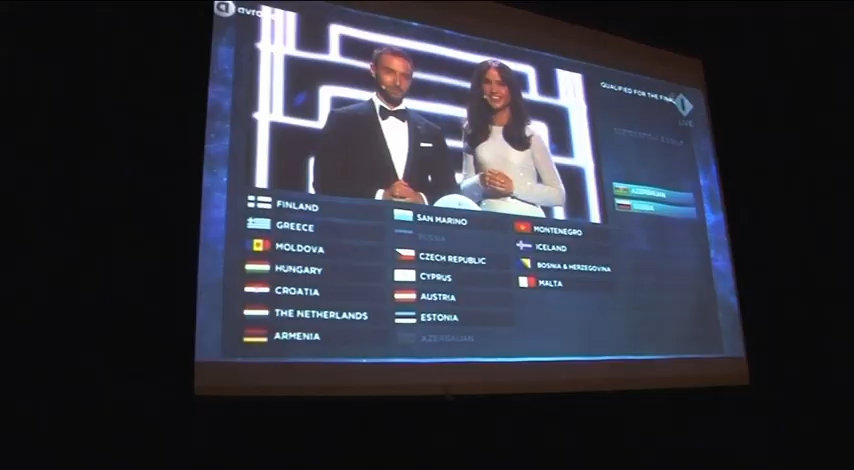 avro
QUALIFIED FOR THE FINAL
LIVE
AZERBAIJAN
RUSSIA
FINLAND
GREECE
MOLDOVA
HUNGARY
CROATIA
THE NETHERLANDS
ARMENIA
SAN MARINO
RUSSIA
CZECH REPUBLIC
CYPRUS
AUSTRIA
ESTONIA
AZERBAIJAN
MONTENEGRO
ICELAND
BOSNIA & HERZEGOVINA
MALTA